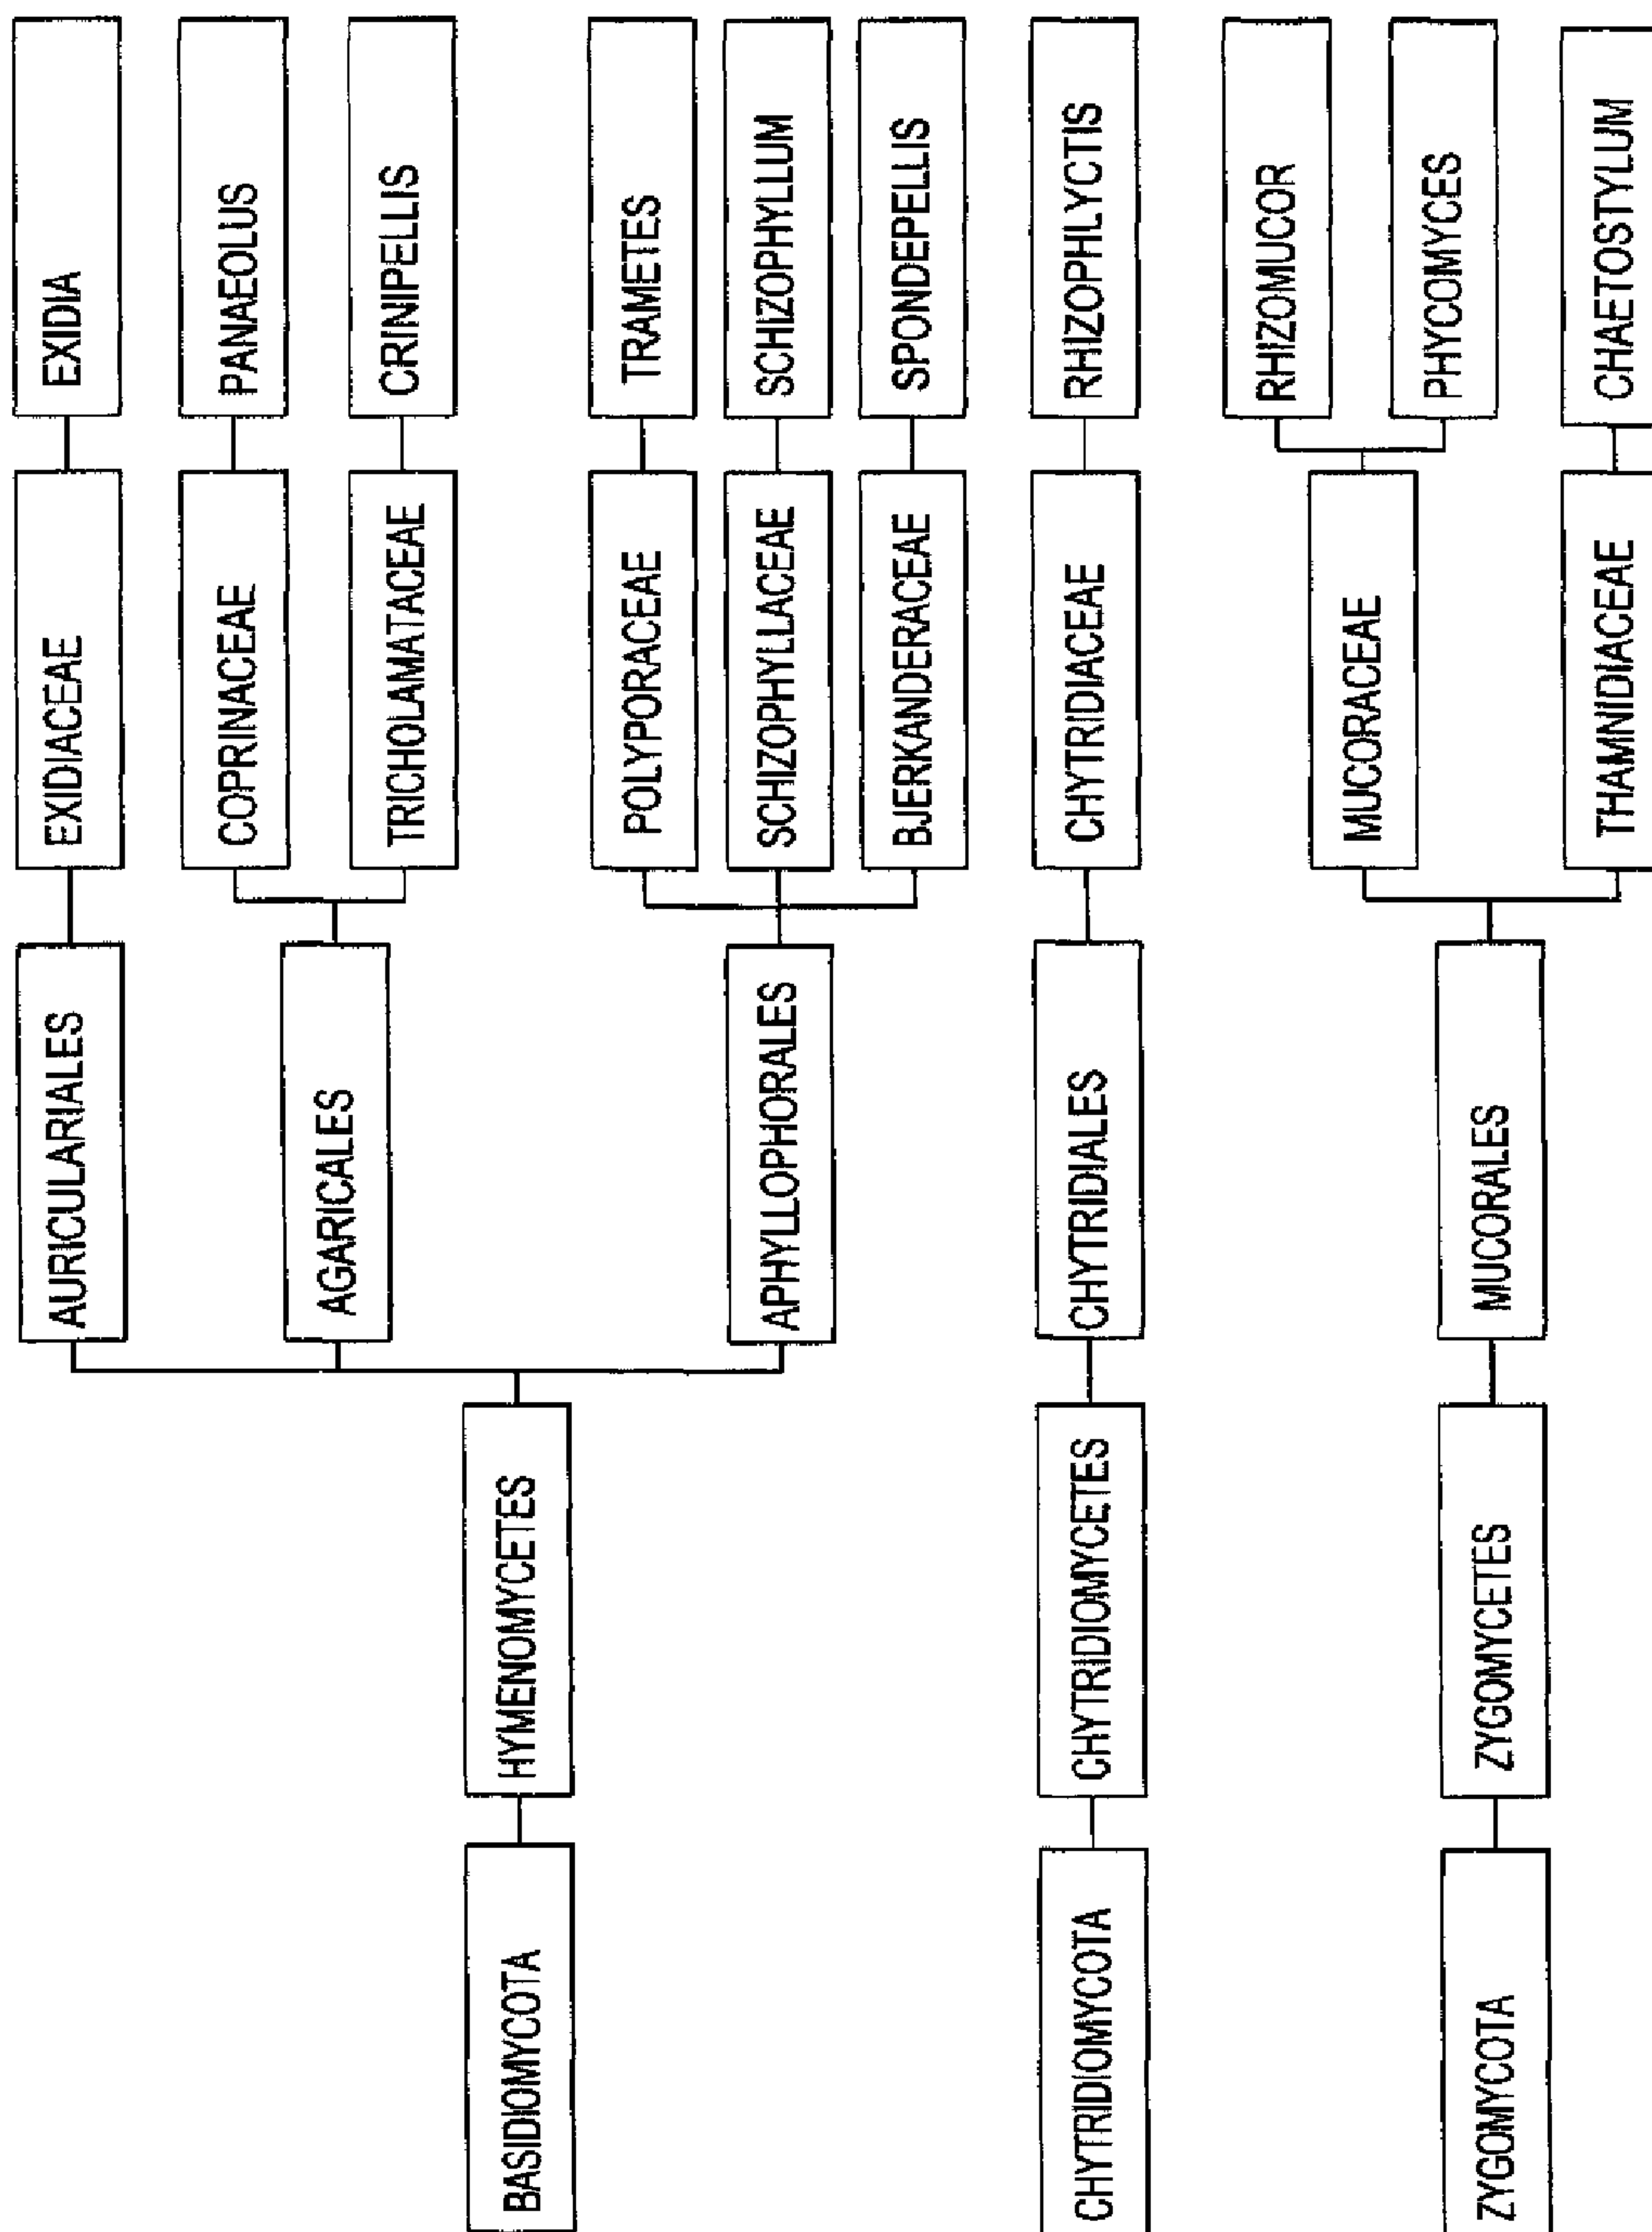 EXIDIA
PANAEOLUS
CRINIPELLIS
TRAMETES
SCHIZOPHYLLUM
SPONDEPELLIS
RHIZOPHLYCTIS
RHIZOMUCOR
PHYCOMYCES
CHAETOSTYLUM
EXIDIACEAE
COPRINACEAE
TRICHOLAMATACEAE
POLYPORACEAE
SCHIZOPHYLLACEAE
BJERKANDERACEAE
CHYTRIDIACEAE
MUCORACEAE
THAMNIDIACEAE
AURICULARIALES
AGARICALES
APHYLLOPHORALES
CHYTRIDIALES
MUCORALES
HYMENOMYCETES
CHYTRIDIOMYCETES
ZYGOMYCETES
BASIDIOMYCOTA
CHYTRIDIOMYCOTA
ZYGOMYCOTA